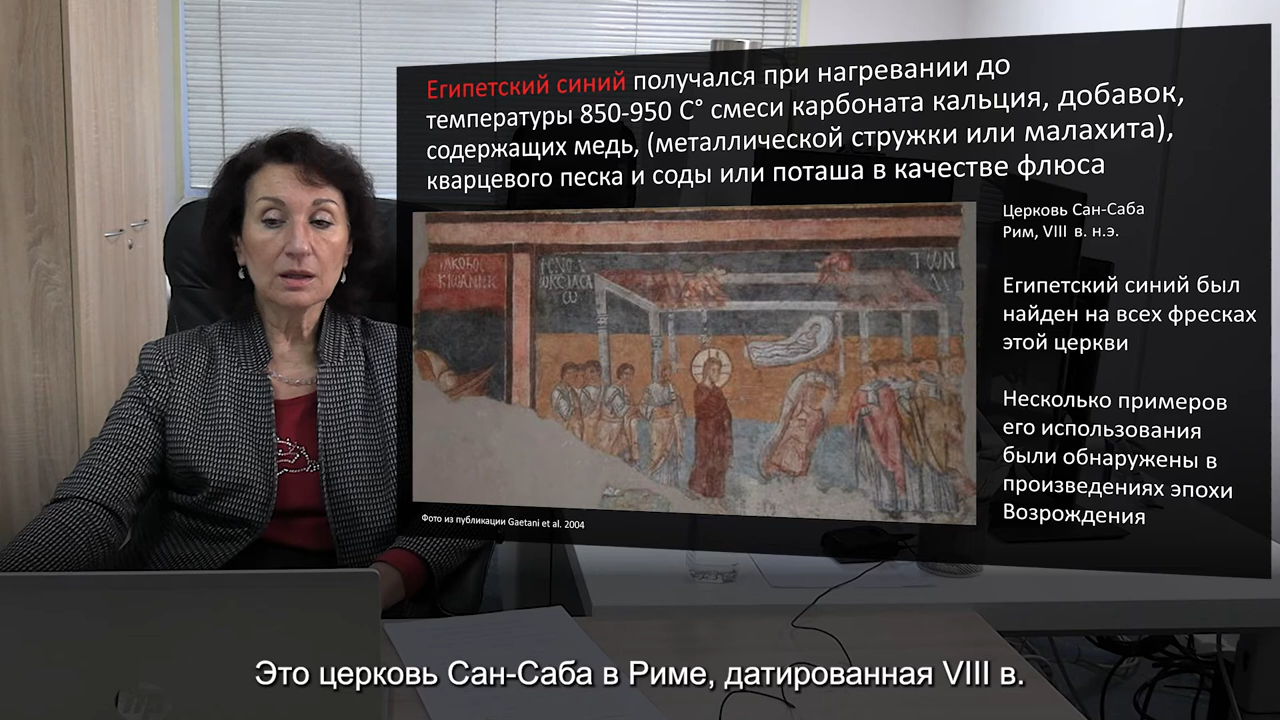 Египетский синий получался при нагревании до
температуры 850-950 С° смеси карбоната кальция, добавок,
содержащих медь, (металлической стружки или малахита),
кварцевого песка и соды или поташа в качестве флюса
Церковь Сан-Саба
Рим, VIII в. н.э.
Египетский синий был
найден на всех фресках
этой церкви
Несколько примеров
его использования
были обнаружены в
произведениях эпохи
Возрождения
Фото из публикации Gaetani et al. 2004
Это церковь Сан-Саба в Риме, датированная VIII в.